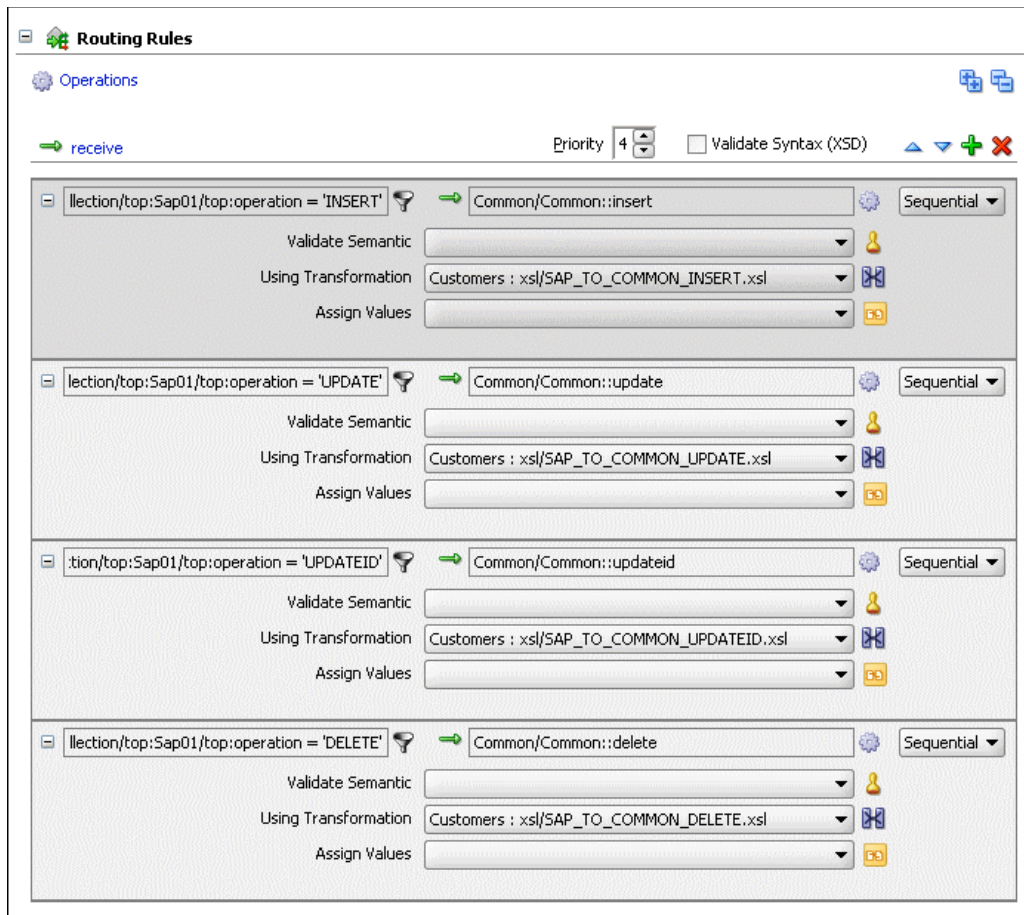 Routing Rules
Operations
receive Priority 4 Validate Syntax (XSD)
llection/top:Sap01/top:operation = 'INSERT' Common/Common::insert Sequential
Validate Semantic
Using Transformation Customers : xsl/SAP_TO_COMMON_INSERT.xsl
Assign Values
lection/top:Sap01/top:operation = 'UPDATE' Common/Common::update Sequential
Validate Semantic
Using Transformation Customers : xsl/SAP_TO_COMMON_UPDATE.xsl
Assign Values
:tion/top:Sap01/top:operation = 'UPDATEID' Common/Common::updateid Sequential
Validate Semantic
Using Transformation Customers : xsl/SAP_TO_COMMON_UPDATEID.xsl
Assign Values
llection/top:Sap01/top:operation = 'DELETE' Common/Common::delete Sequential
Validate Semantic
Using Transformation Customers : xsl/SAP_TO_COMMON_DELETE.xsl
Assign Values